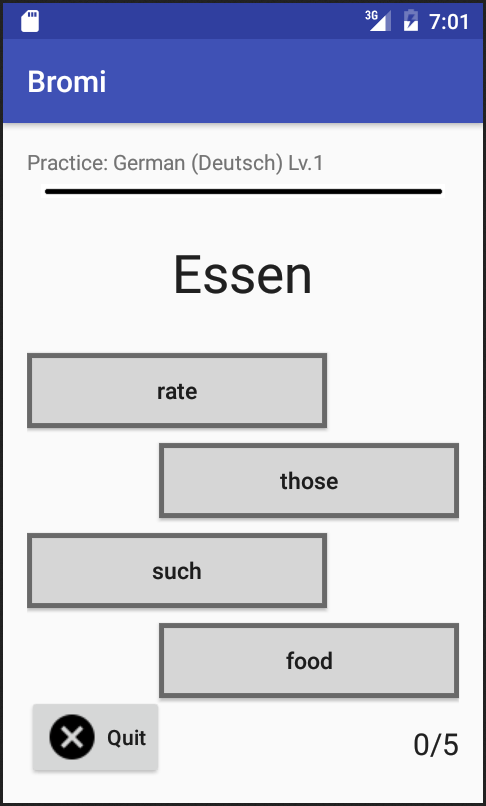 3G 7:01
Bromi
Practice: German (Deutsch) Lv.1
Essen
rate
those
such
food
Quit
0/5